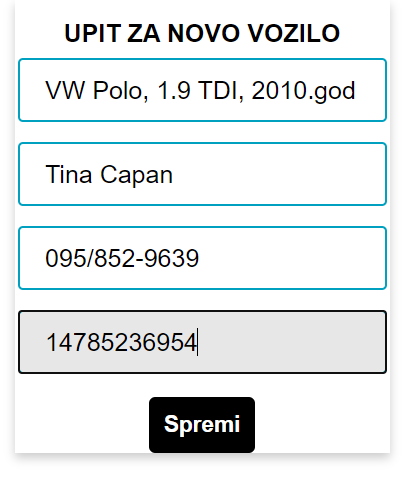 UPIT ZA NOVO VOZILO
VW Polo, 1.9 TDI, 2010.god
Tina Capan
095/852-9639
14785236954
Spremi